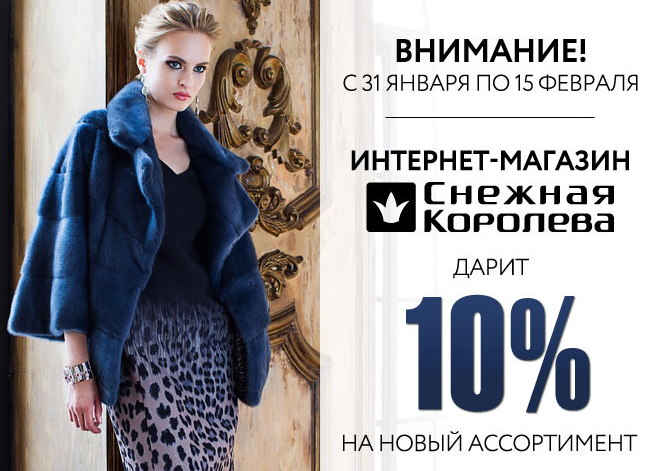 ВНИМАНИЕ!
С 31 ЯНВАРЯ ПО 15 ФЕВРАЛЯ
ИНТЕРНЕТ-МАГАЗИН
Снежная
Королева
ДАРИТ
10%
НА НОВЫЙ АССОРТИМЕНТ